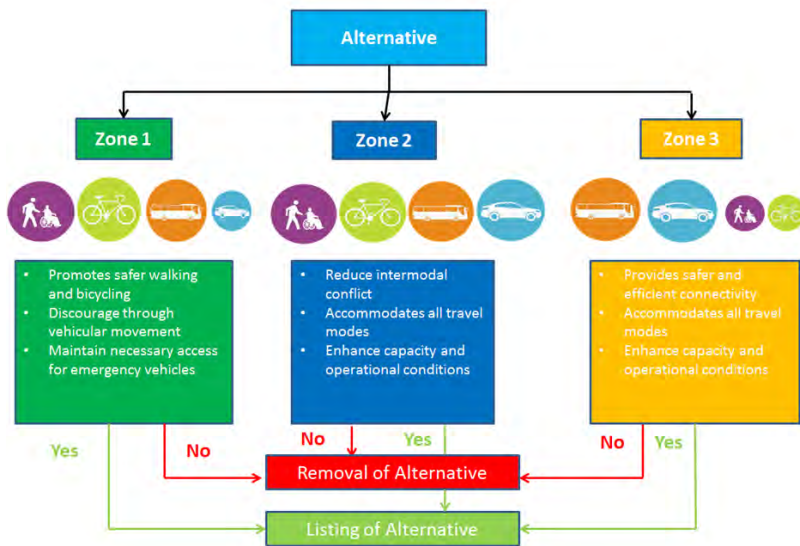 Alternative
Zone 1
Zone 2
Zone 3
• Promotes safer walking
and bicycling
• Discourage through
vehicular movement
• Maintain necessary access
for emergency vehicles
• Reduce intermodal
conflict
• Accommodates all travel
modes
• Enhance capacity and
operational conditions
• Provides safer and
efficient connectivity
• Accommodates all travel
modes
• Enhance capacity and
operational conditions
Yes
No
No
Yes
No
Yes
Removal of Alternative
Listing of Alternative